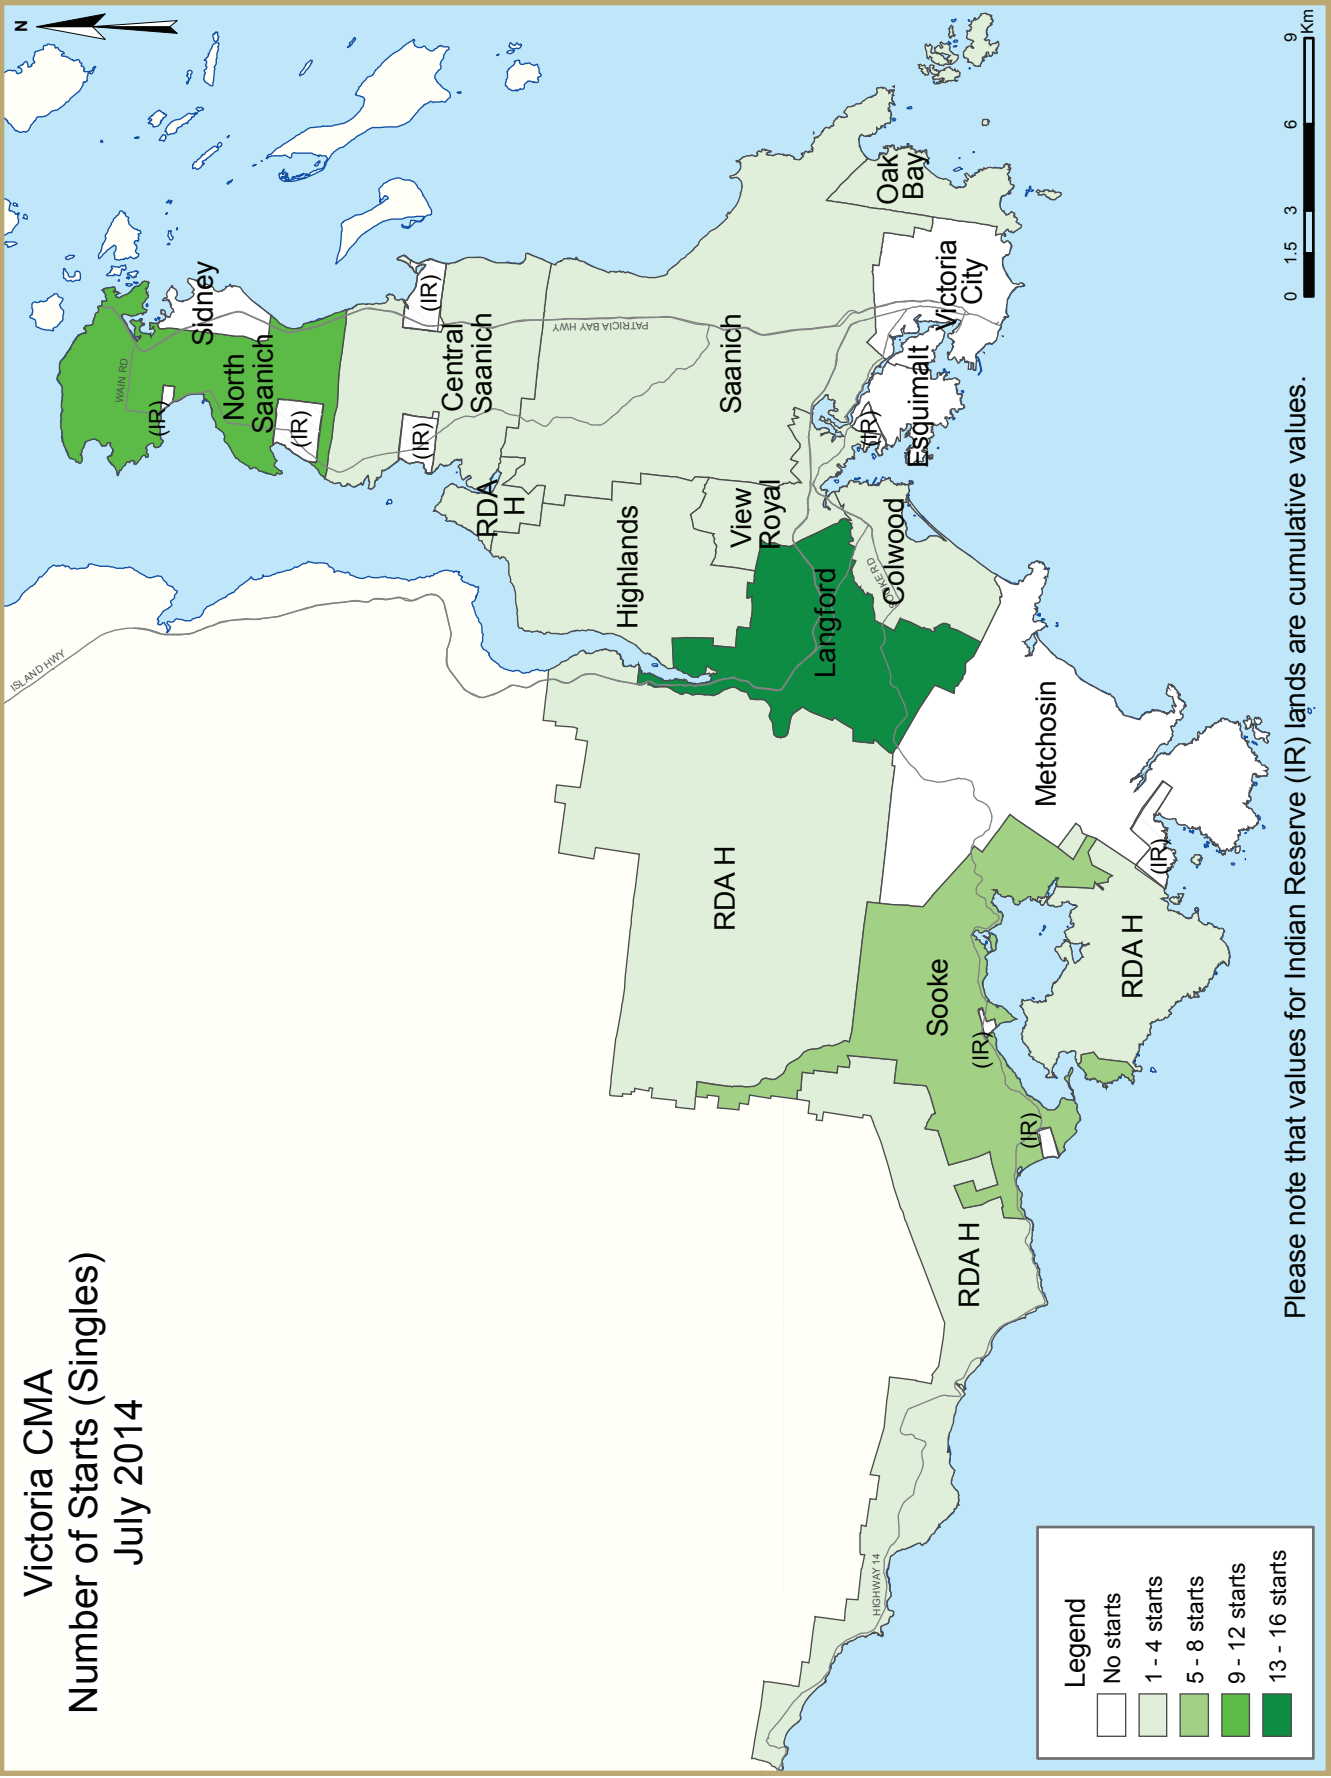 Victoria CMA
Number of Starts (Singles)
July 2014
N
ISLAND HWY
WAIN RD
(IR)
North
Saanich
Sidney
(IR)
(IR)
Central
Saanich
(IR)
PATRICIA BAY HWY
RDA
H
Saanich
Highlands
View
Royal
Oak
Bay
Victoria
City
Esquimalt
(IR)
Langford
Colwood
SOOKE RD
Metchosin
(IR)
RDA H
Sooke
(IR)
(IR)
RDA H
RDA H
HIGHWAY 14
Legend
No starts
1 - 4 starts
5 - 8 starts
9 - 12 starts
13 - 16 starts
0 1.5 3 6 9
Km
Please note that values for Indian Reserve (IR) lands are cumulative values.